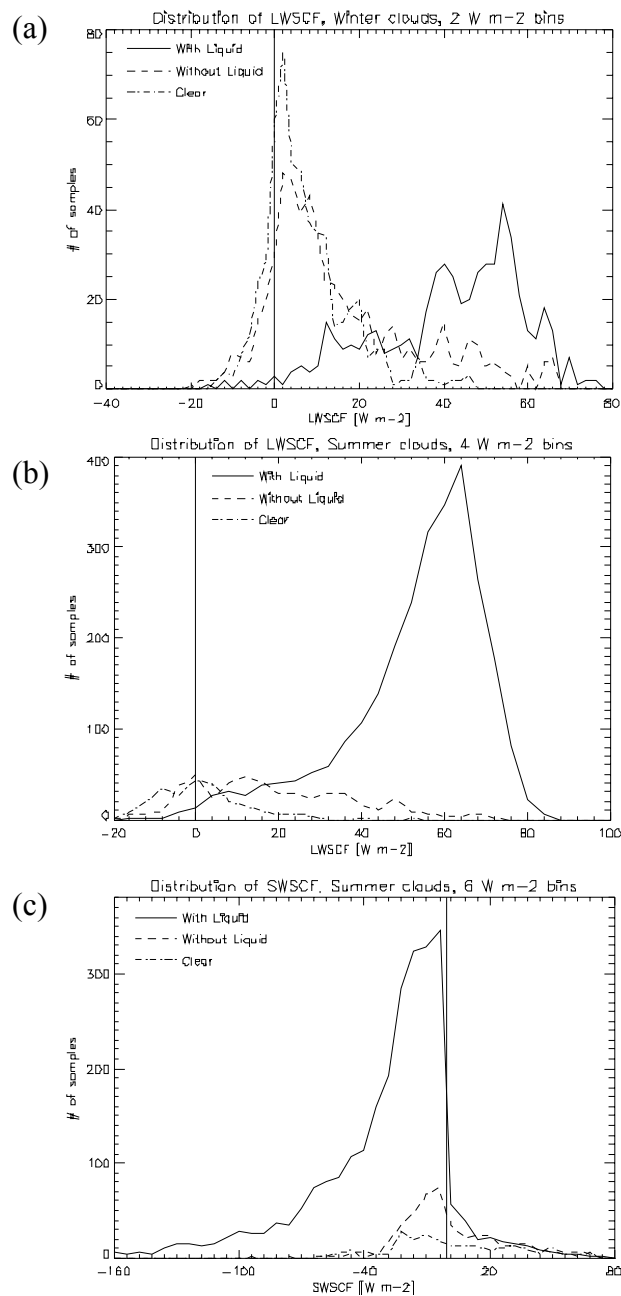 (a)
Distribution of LWSCF, Winter clouds, 2 W m-2 bins
With Liquid
Without Liquid
Clear
80
60
40
20
0
# of samples
-40 -20 0 20 40 60 80
LWSCF [W m-2]
(b)
Distribution of LWSCF, Summer clouds, 4 W m-2 bins
With Liquid
Without Liquid
Clear
400
300
200
100
0
# of samples
-20 0 20 40 60 80 100
LWSCF [W m-2]
(c)
Distribution of SWSCF, Summer clouds, 6 W m-2 bins
With Liquid
Without Liquid
Clear
300
200
100
0
# of samples
-160 -100 -40 20 80
SWSCF [W m-2]